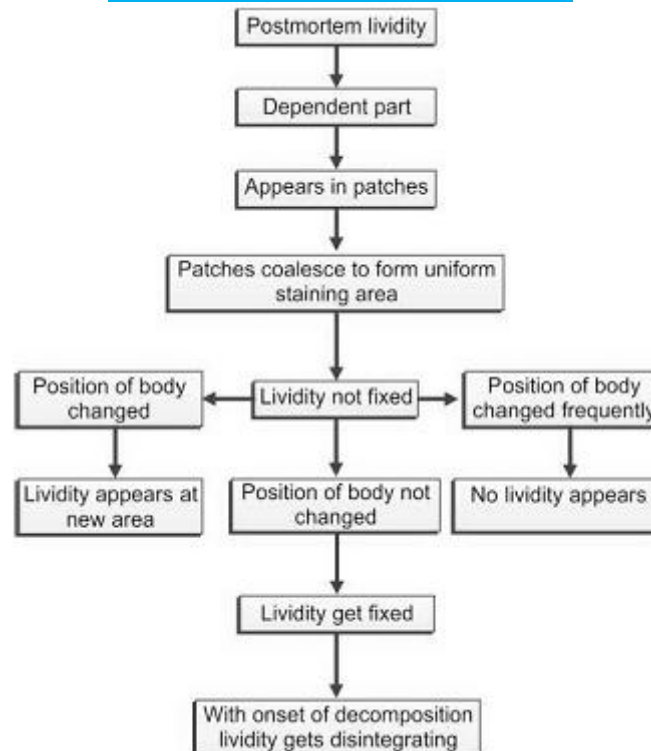 Postmortem lividity
Dependent part
Appears in patches
Patches coalesce to form uniform
staining area
Position of body
changed
Lividity not fixed
Position of body
changed frequently
Lividity appears at
new area
Position of body not
changed
No lividity appears
Lividity get fixed
With onset of decomposition
lividity gets disintegrating